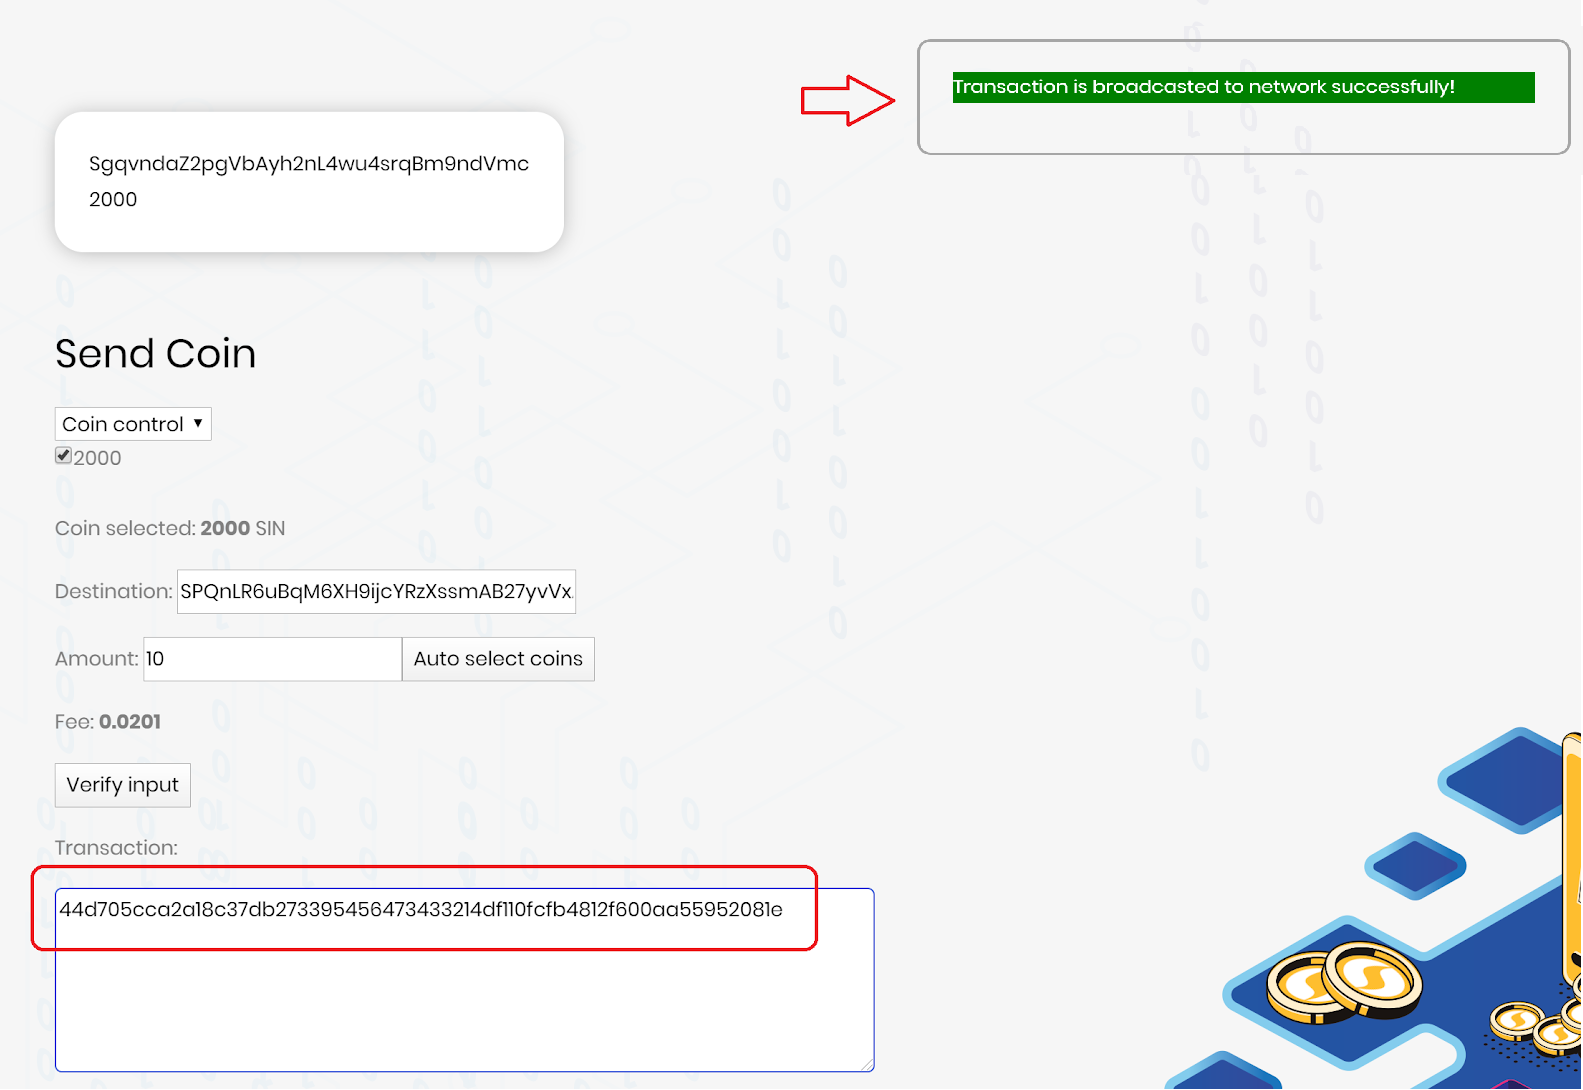 Transaction is broadcasted to network successfully!
SgqvndaZ2pgVbAyh2nL4wu4srqBm9ndVmc
2000
Send Coin
Coin control
2000
Coin selected: 2000 SIN
Destination: SPQnLR6uBqM6XH9ijcYRzXssmAB27yvVx
Amount: 10 Auto select coins
Fee: 0.0201
Verify input
Transaction:
44d705cca2a18c37db273395456473433214df110fcfb4812f600aa55952081e